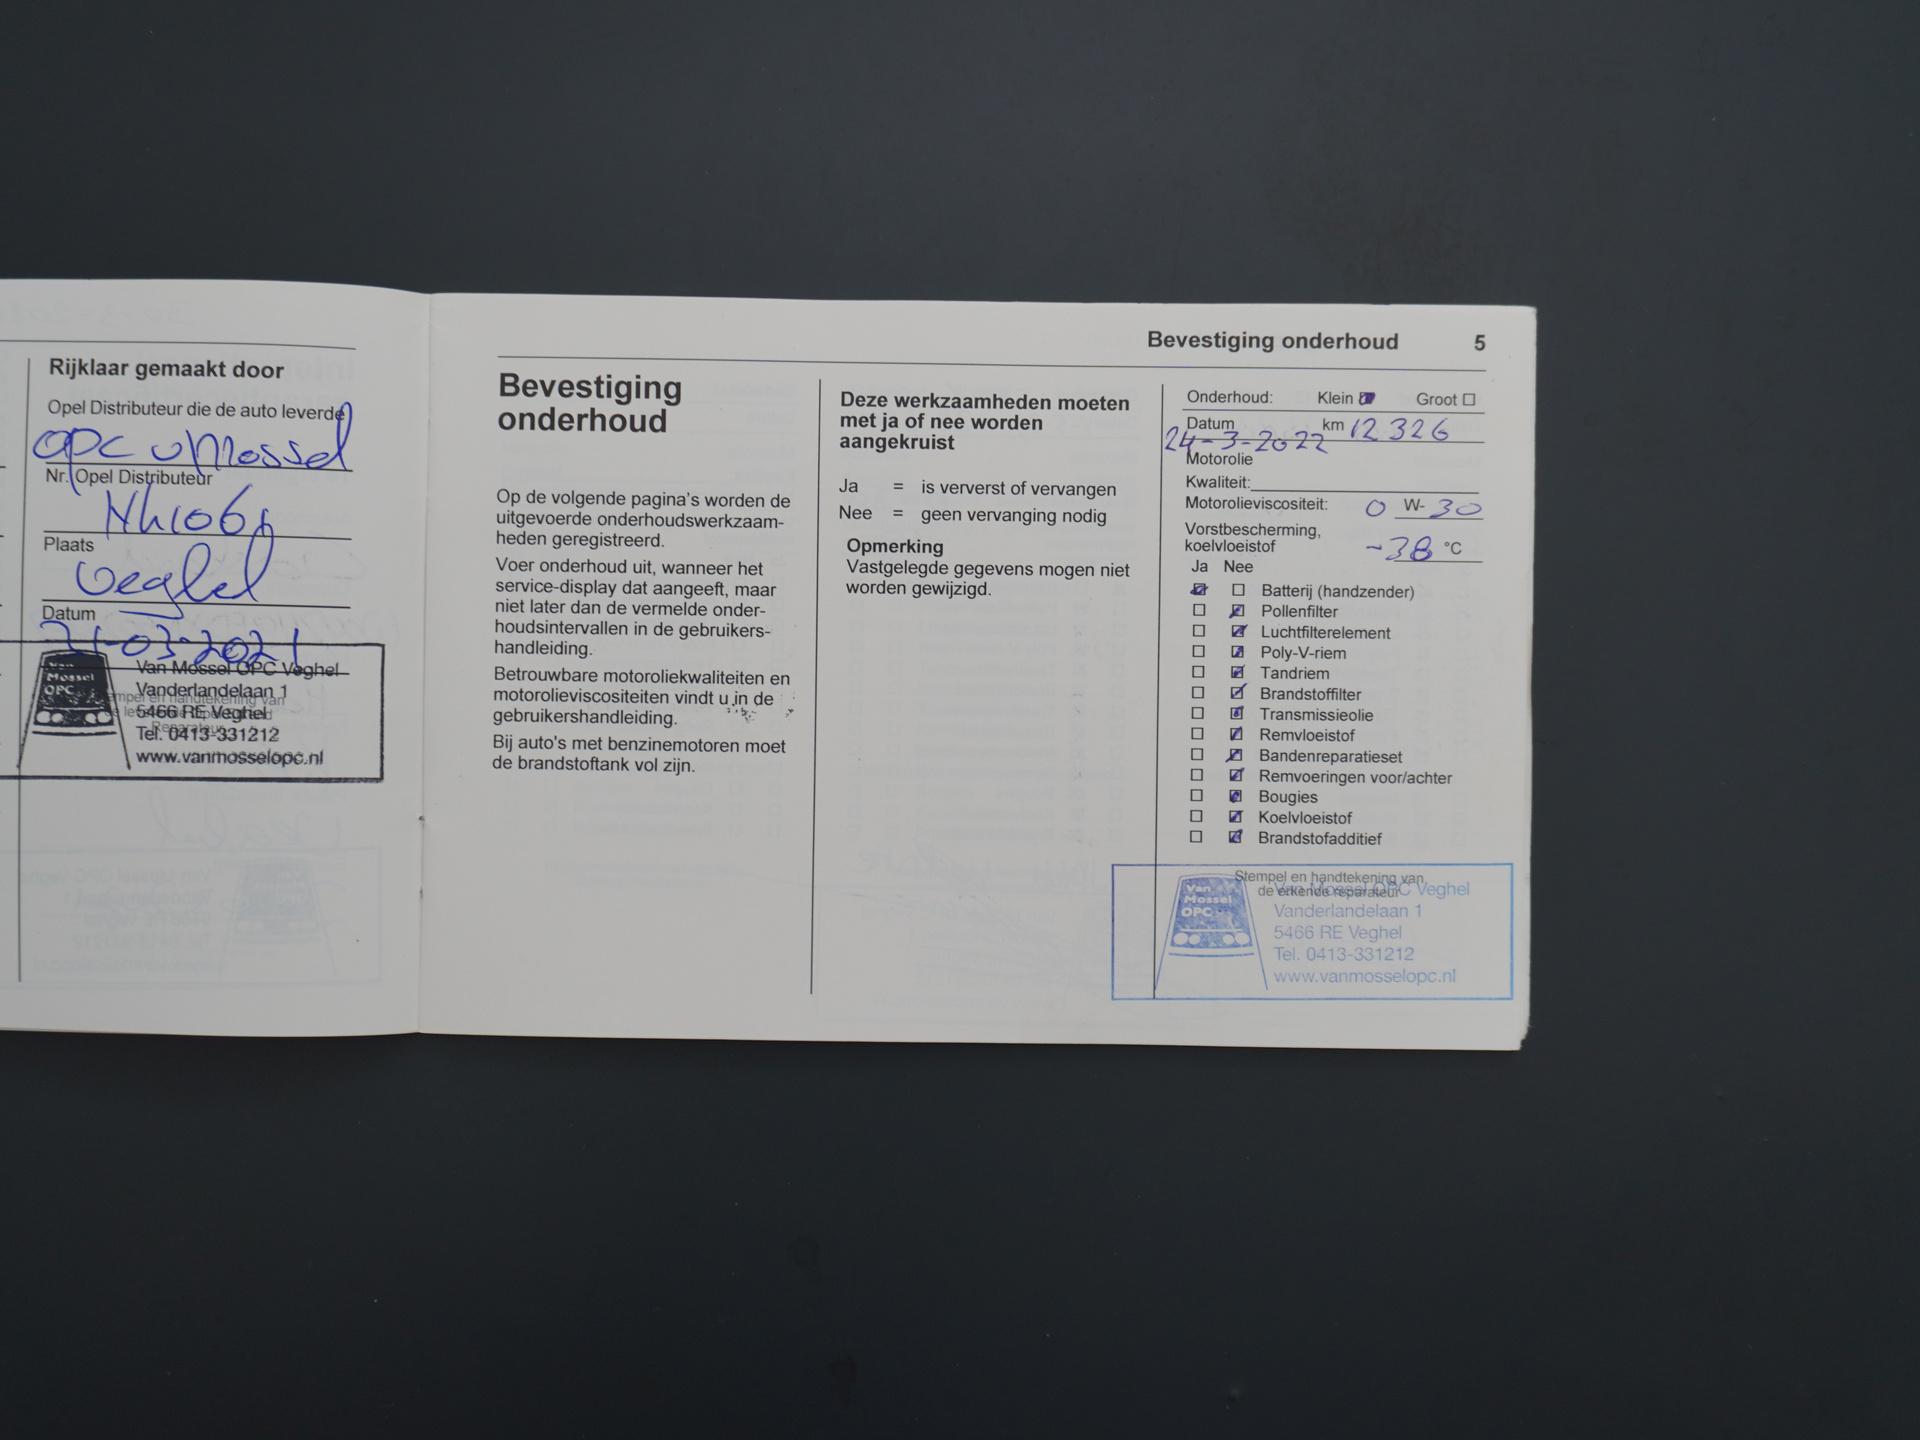 Rijklaar gemaakt door
Opel Distributeur die de auto leverde
OPC vMossel
Nr. Opel Distributeur
Plaats
Veghel
Datum
-03-2021
Van Mossel OPC
Van Mossel OPC Veghel
Vanderlandelaan 1
5466 RE Veghel
Tel. 0413-331212
www.vanmosselopc.nl
Bevestiging onderhoud 5
Bevestiging
onderhoud
Op de volgende pagina's worden de
uitgevoerde onderhoudswerkzaam-
heden geregistreerd.
Voer onderhoud uit, wanneer het
service-display dat aangeeft, maar
niet later dan de vermelde onder-
houdsintervallen in de gebruikers-
handleiding.
Betrouwbare motoroliekwaliteiten en
motorolieviscositeiten vindt u in de
gebruikershandleiding.
Bij auto's met benzinemotoren moet
de brandstoftank vol zijn.
Deze werkzaamheden moeten
met ja of nee worden
aangekruist
Ja = is ververst of vervangen
Nee = geen vervanging nodig
Opmerking
Vastgelegde gegevens mogen niet
worden gewijzigd.
Onderhoud: Klein Groot
Datum km 12 326
24-3-2022
Motorolie
Kwaliteit:
Motorolieviscositeit: 0 W-30
Vorstbescherming,
koelvloeistof -38 °C
Ja Nee
Batterij (handzender)
Pollenfilter
Luchtfilterelement
Poly-V-riem
Tandriem
Brandstoffilter
Transmissieolie
Remvloeistof
Bandenreparatieset
Remvoeringen voor/achter
Bougies
Koelvloeistof
Brandstofadditief
Stempel en handtekening van
de erkende reparateur
Van Mossel OPC
Van Mossel OPC Veghel
Vanderlandelaan 1
5466 RE Veghel
Tel. 0413-331212
www.vanmosselopc.nl